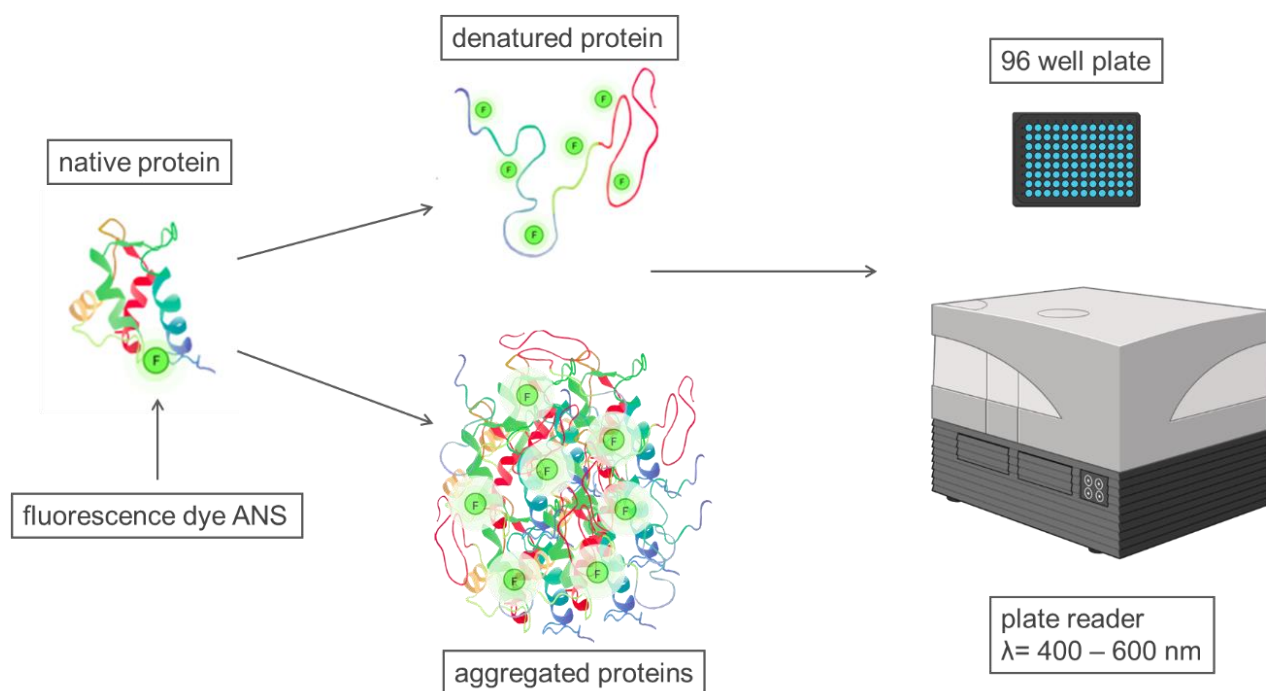 denatured protein
96 well plate
native protein
F
F
F
F
F
F
F
fluorescence dye ANS
F
F
F
F
F
F
F
aggregated proteins
plate reader
λ= 400 – 600 nm